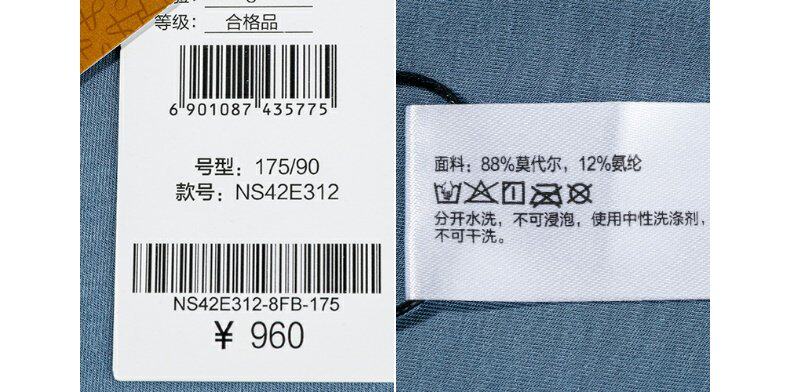 等级: 合格品
6 901087 435775
号型: 175/90
款号: NS42E312
NS42E312-8FB-175
¥ 960
面料: 88%莫代尔, 12%氨纶
分开水洗, 不可浸泡, 使用中性洗涤剂,
不可干洗。